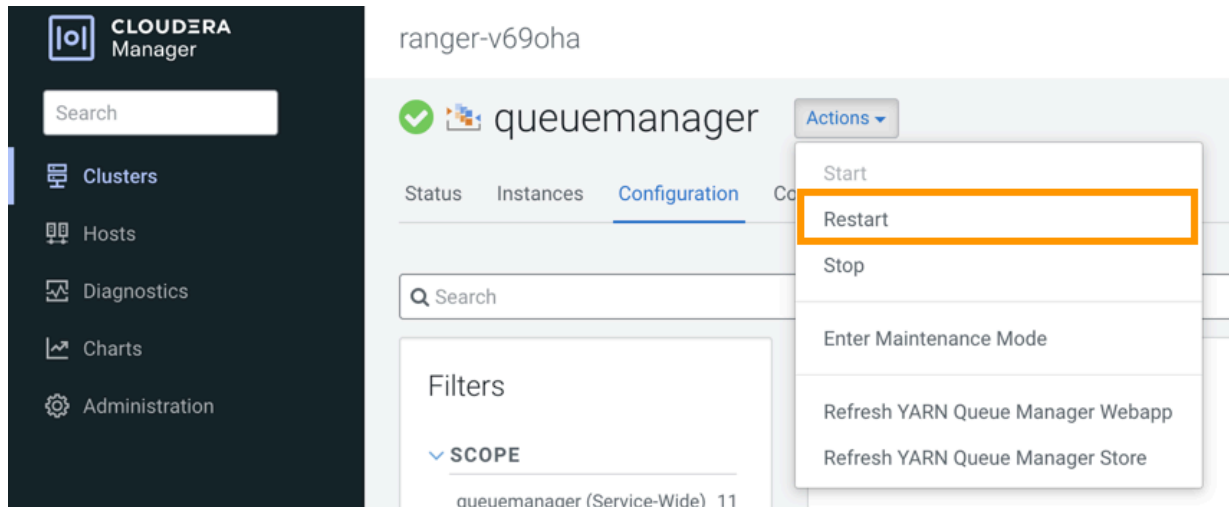 CLOUDERA
Manager
Search
Clusters
Hosts
Diagnostics
Charts
Administration
ranger-v69oha
queuemanager
Actions
Status Instances Configuration Co
Start
Restart
Stop
Enter Maintenance Mode
Refresh YARN Queue Manager Webapp
Refresh YARN Queue Manager Store
Search
Filters
SCOPE
queuemanager (Service-Wide) 11